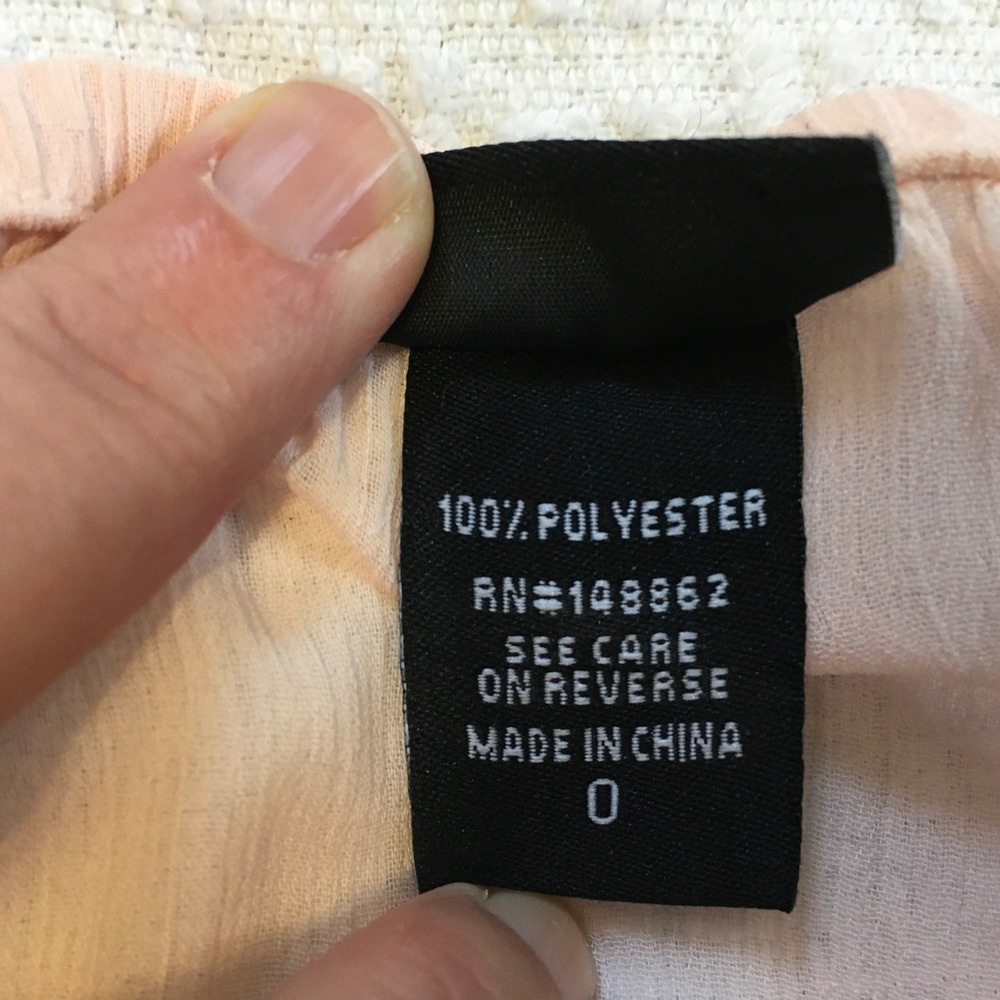 100% POLYESTER
RN#148862
SEE CARE
ON REVERSE
MADE IN CHINA
0